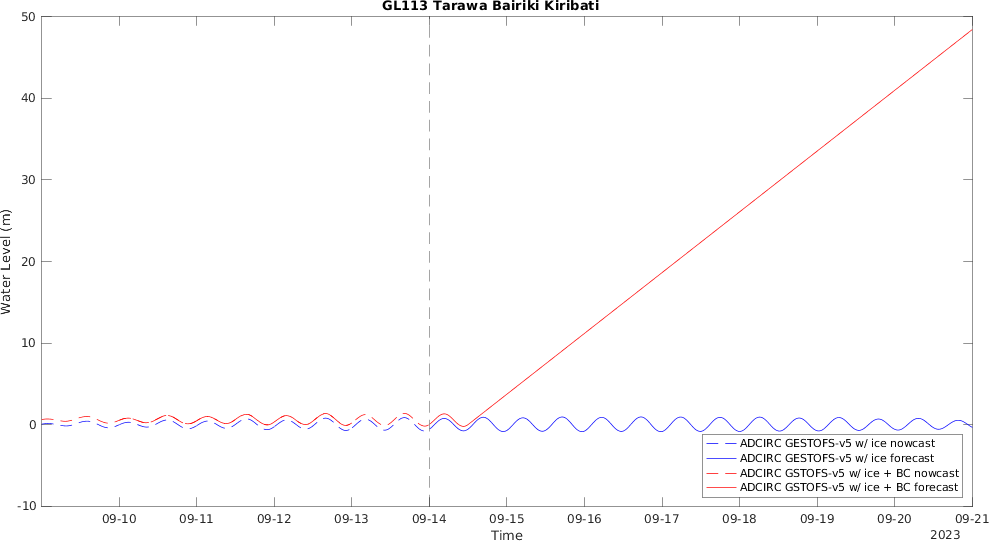 GL113 Tarawa Bairiki Kiribati
50
40
30
20
10
0
-10
Water Level (m)
ADCIRC GESTOFS-v5 w/ ice nowcast
ADCIRC GESTOFS-v5 w/ ice forecast
ADCIRC GSTOFS-v5 w/ ice + BC nowcast
ADCIRC GSTOFS-v5 w/ ice + BC forecast
09-10 09-11 09-12 09-13 09-14 09-15 09-16 09-17 09-18 09-19 09-20 09-21
Time
2023